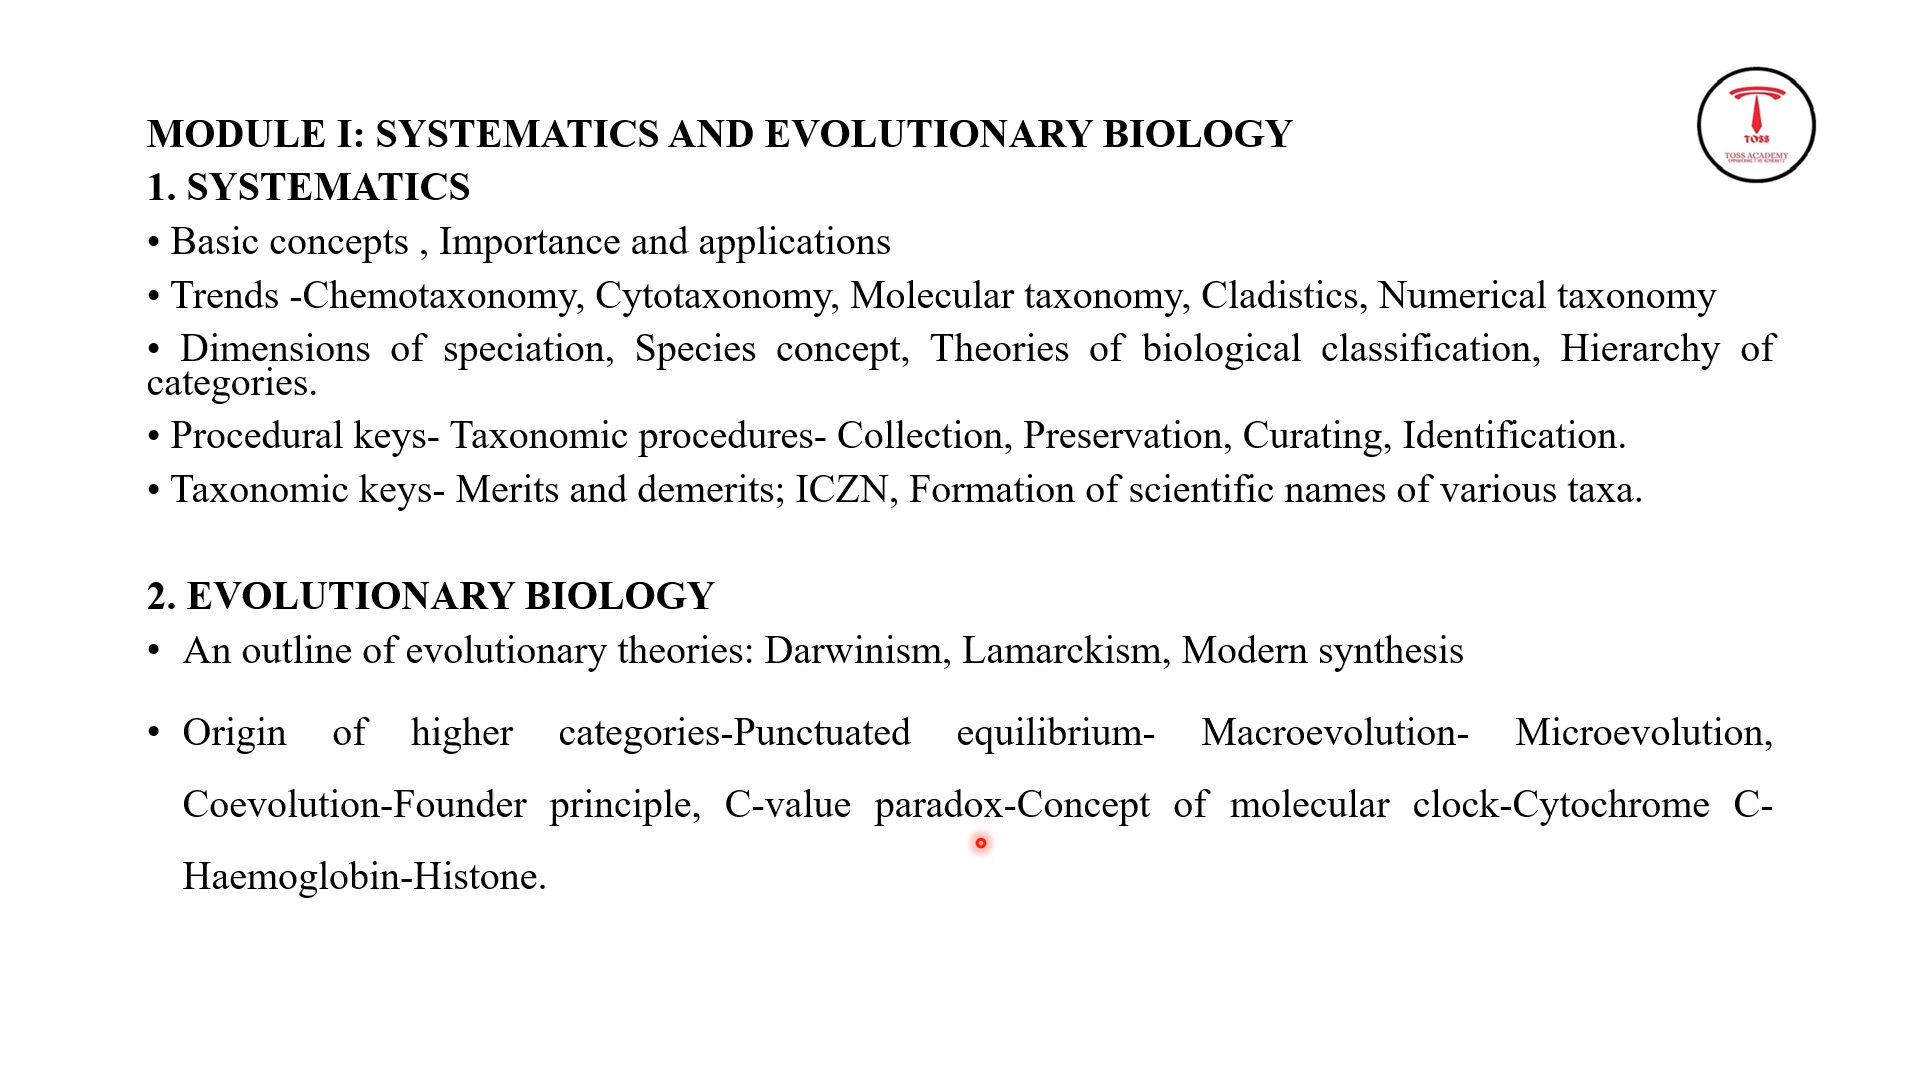 MODULE I: SYSTEMATICS AND EVOLUTIONARY BIOLOGY
TOSS
TOSS ACADEMY
1. SYSTEMATICS
• Basic concepts , Importance and applications
• Trends -Chemotaxonomy, Cytotaxonomy, Molecular taxonomy, Cladistics, Numerical taxonomy
• Dimensions of speciation, Species concept, Theories of biological classification, Hierarchy of
categories.
• Procedural keys- Taxonomic procedures- Collection, Preservation, Curating, Identification.
• Taxonomic keys- Merits and demerits; ICZN, Formation of scientific names of various taxa.
2. EVOLUTIONARY BIOLOGY
• An outline of evolutionary theories: Darwinism, Lamarckism, Modern synthesis
• Origin of higher categories-Punctuated equilibrium- Macroevolution- Microevolution,
Coevolution-Founder principle, C-value paradox-Concept of molecular clock-Cytochrome C-
Haemoglobin-Histone.